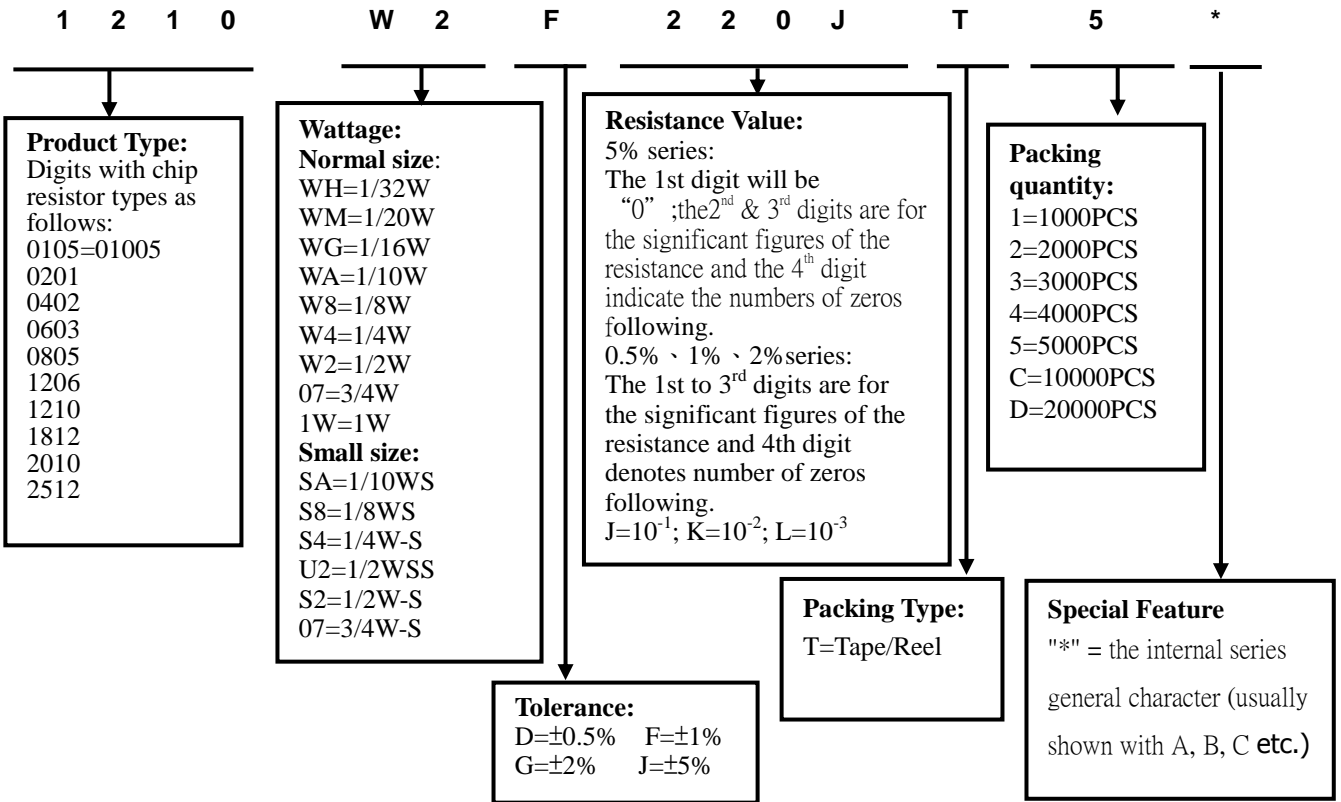 1 2 1 0 W 2 F 2 2 0 J T 5 *
Product Type:
Digits with chip
resistor types as
follows:
0105=01005
0201
0402
0603
0805
1206
1210
1812
2010
2512
Wattage:
Normal size:
WH=1/32W
WM=1/20W
WG=1/16W
WA=1/10W
W8=1/8W
W4=1/4W
W2=1/2W
07=3/4W
1W=1W
Small size:
SA=1/10WS
S8=1/8WS
S4=1/4W-S
U2=1/2WSS
S2=1/2W-S
07=3/4W-S
Tolerance:
D=±0.5% F=±1%
G=±2% J=±5%
Resistance Value:
5% series:
The 1st digit will be
“0” ;the2nd & 3rd digits are for
the significant figures of the
resistance and the 4th digit
indicate the numbers of zeros
following.
0.5%、1%、2%series:
The 1st to 3rd digits are for
the significant figures of the
resistance and 4th digit
denotes number of zeros
following.
J=10-1; K=10-2; L=10-3
Packing Type:
T=Tape/Reel
Packing
quantity:
1=1000PCS
2=2000PCS
3=3000PCS
4=4000PCS
5=5000PCS
C=10000PCS
D=20000PCS
Special Feature
"*" = the internal series
general character (usually
shown with A, B, C etc.)